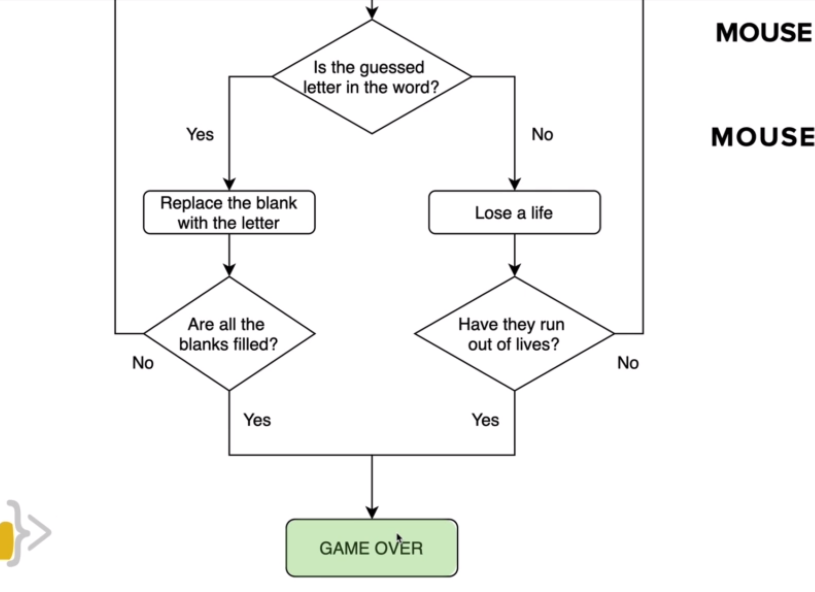 MOUSE
Is the guessed
letter in the word?
Yes
No
MOUSE
Replace the blank
with the letter
Lose a life
Are all the
blanks filled?
Have they run
out of lives?
No
No
Yes
Yes
GAME OVER
}>